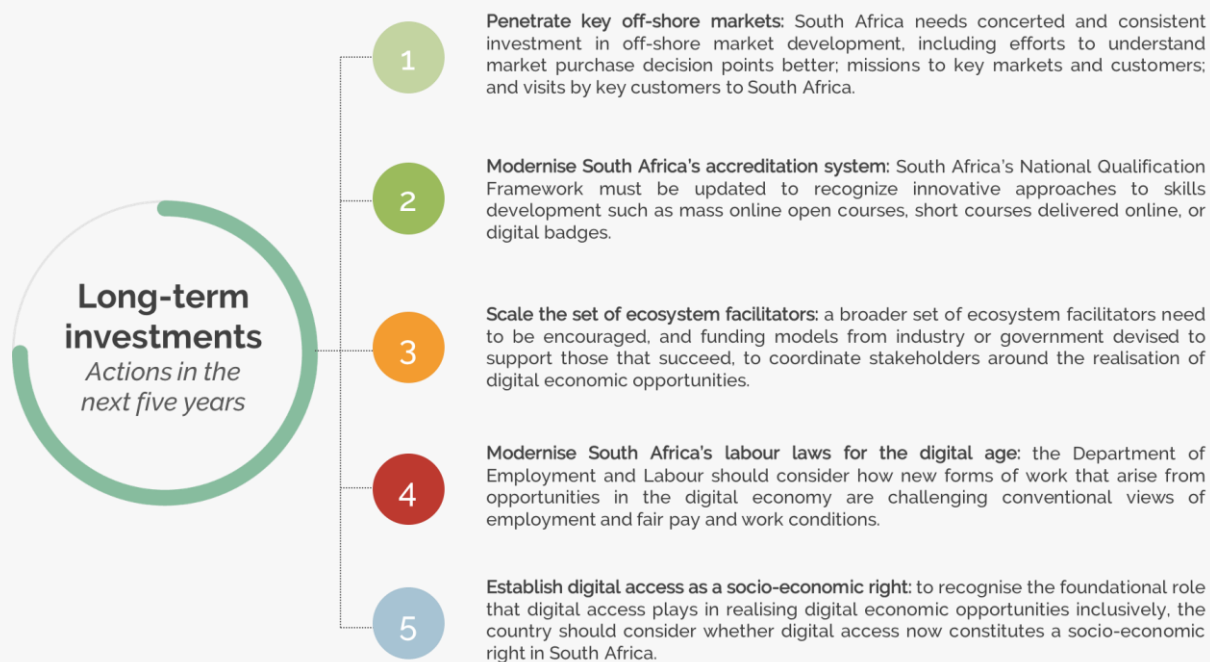 Long-term
investments
Actions in the
next five years
1
Penetrate key off-shore markets: South Africa needs concerted and consistent
investment in off-shore market development, including efforts to understand
market purchase decision points better; missions to key markets and customers;
and visits by key customers to South Africa.
2
Modernise South Africa's accreditation system: South Africa's National Qualification
Framework must be updated to recognize innovative approaches to skills
development such as mass online open courses, short courses delivered online, or
digital badges.
3
Scale the set of ecosystem facilitators: a broader set of ecosystem facilitators need
to be encouraged, and funding models from industry or government devised to
support those that succeed, to coordinate stakeholders around the realisation of
digital economic opportunities.
4
Modernise South Africa's labour laws for the digital age: the Department of
Employment and Labour should consider how new forms of work that arise from
opportunities in the digital economy are challenging conventional views of
employment and fair pay and work conditions.
5
Establish digital access as a socio-economic right: to recognise the foundational role
that digital access plays in realising digital economic opportunities inclusively, the
country should consider whether digital access now constitutes a socio-economic
right in South Africa.